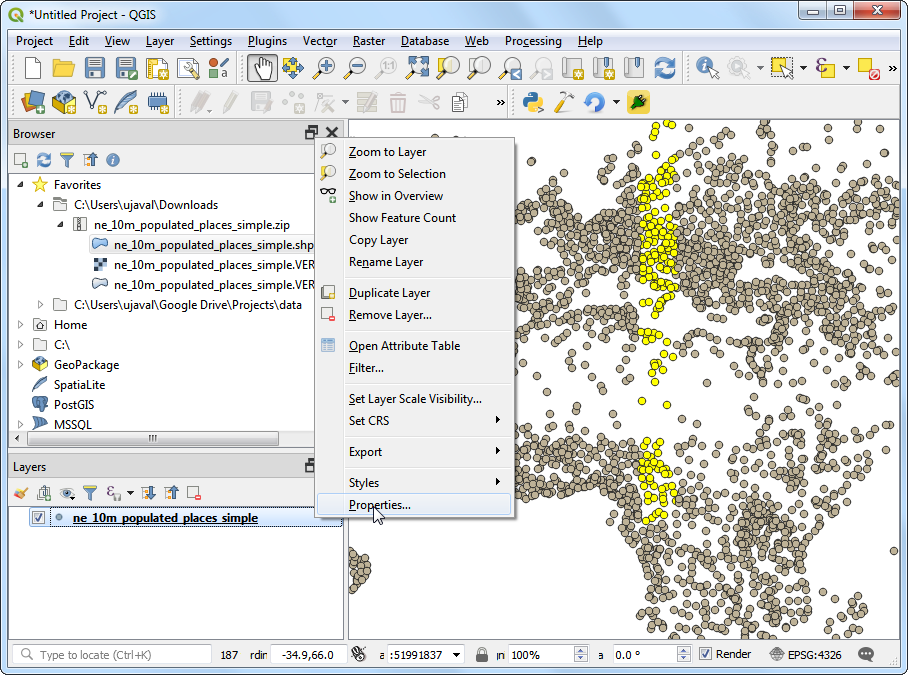 *Untitled Project - QGIS
Project Edit View Layer Settings Plugins Vector Raster Database Web Processing Help
Browser
Favorites
C:\Users\ujaval\Downloads
ne_10m_populated_places_simple.zip
ne_10m_populated_places_simple.shp
ne_10m_populated_places_simple.VER
ne_10m_populated_places_simple.VER
C:\Users\ujaval\Google Drive\Projects\data
Home
C:\
GeoPackage
SpatiaLite
PostGIS
MSSQL
Layers
ne_10m_populated_places_simple
Zoom to Layer
Zoom to Selection
Show in Overview
Show Feature Count
Copy Layer
Rename Layer
Duplicate Layer
Remove Layer...
Open Attribute Table
Filter...
Set Layer Scale Visibility...
Set CRS
Export
Styles
Properties...
Type to locate (Ctrl+K) 187 rdin -34.9,66.0 a :51991837 100% a 0.0 ° Render EPSG:4326